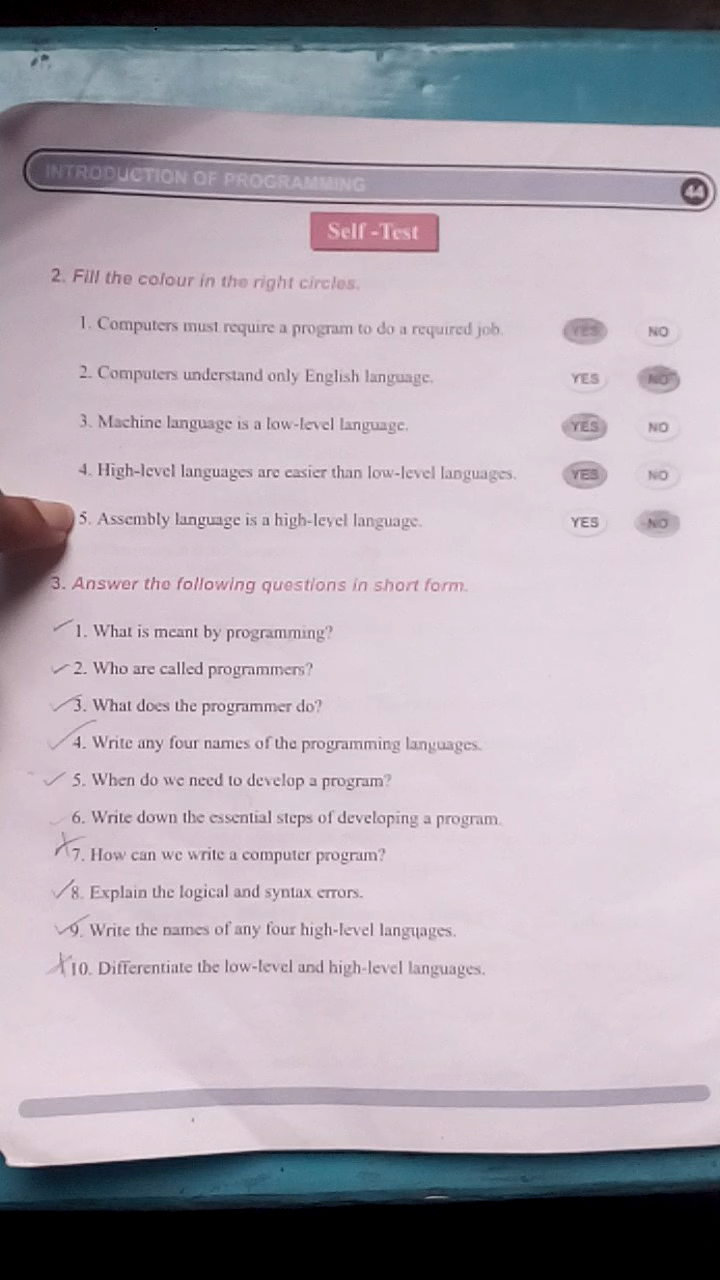 INTRODUCTION OF PROGRAMMING 44
Self -Test
2. Fill the colour in the right circles.
1. Computers must require a program to do a required job. YES NO
2. Computers understand only English language. YES NO
3. Machine language is a low-level language. YES NO
4. High-level languages are easier than low-level languages. YES NO
5. Assembly language is a high-level language. YES NO
3. Answer the following questions in short form.
1. What is meant by programming?
2. Who are called programmers?
3. What does the programmer do?
4. Write any four names of the programming languages.
5. When do we need to develop a program?
6. Write down the essential steps of developing a program.
7. How can we write a computer program?
8. Explain the logical and syntax errors.
9. Write the names of any four high-level languages.
10. Differentiate the low-level and high-level languages.